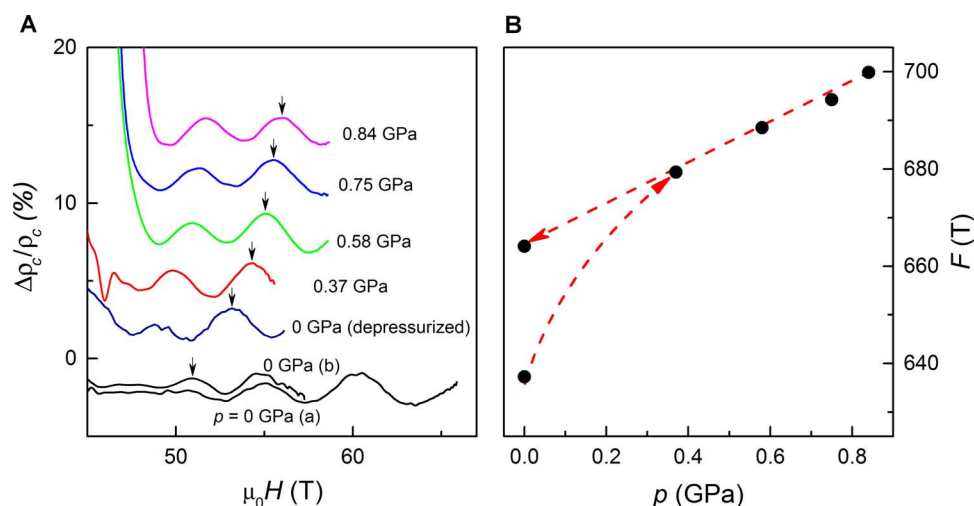 A
20
10
0
Δρc/ρc (%)
0.84 GPa
0.75 GPa
0.58 GPa
0.37 GPa
0 GPa (depressurized)
0 GPa (b)
p = 0 GPa (a)
50
60
μ0H (T)
B
700
680
660
640
F (T)
0.0
0.2
0.4
0.6
0.8
p (GPa)